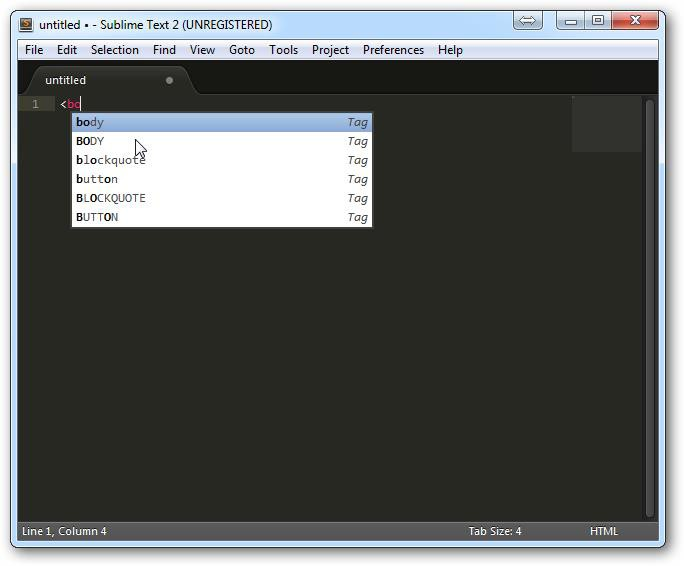 untitled • - Sublime Text 2 (UNREGISTERED)
File Edit Selection Find View Goto Tools Project Preferences Help
untitled
1 <bo
body Tag
BODY Tag
blockquote Tag
button Tag
BLOCKQUOTE Tag
BUTTON Tag
Line 1, Column 4 Tab Size: 4 HTML